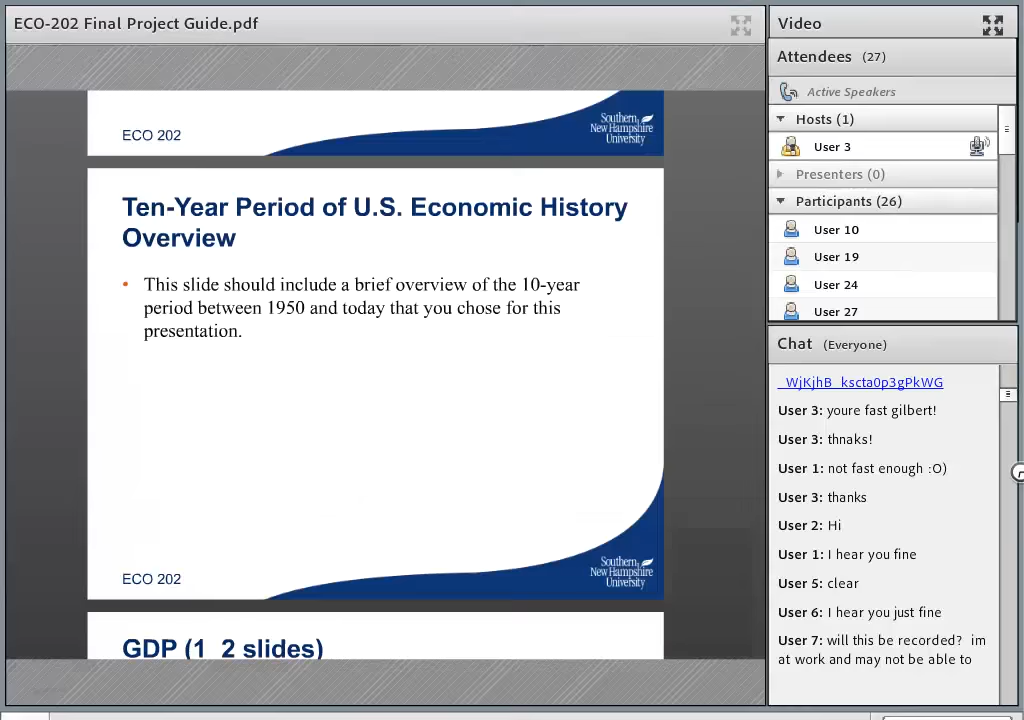 ECO-202 Final Project Guide.pdf
ECO 202
Southern
New Hampshire
University
Ten-Year Period of U.S. Economic History
Overview
• This slide should include a brief overview of the 10-year
period between 1950 and today that you chose for this
presentation.
ECO 202
Southern
New Hampshire
University
GDP (1 2 slides)
Video
Attendees (27)
Active Speakers
Hosts (1)
User 3
Presenters (0)
Participants (26)
User 10
User 19
User 24
User 27
Chat (Everyone)
_WjKjhB_kscta0p3gPkWG
User 3: youre fast gilbert!
User 3: thnaks!
User 1: not fast enough :O)
User 3: thanks
User 2: Hi
User 1: I hear you fine
User 5: clear
User 6: I hear you just fine
User 7: will this be recorded? im
at work and may not be able to